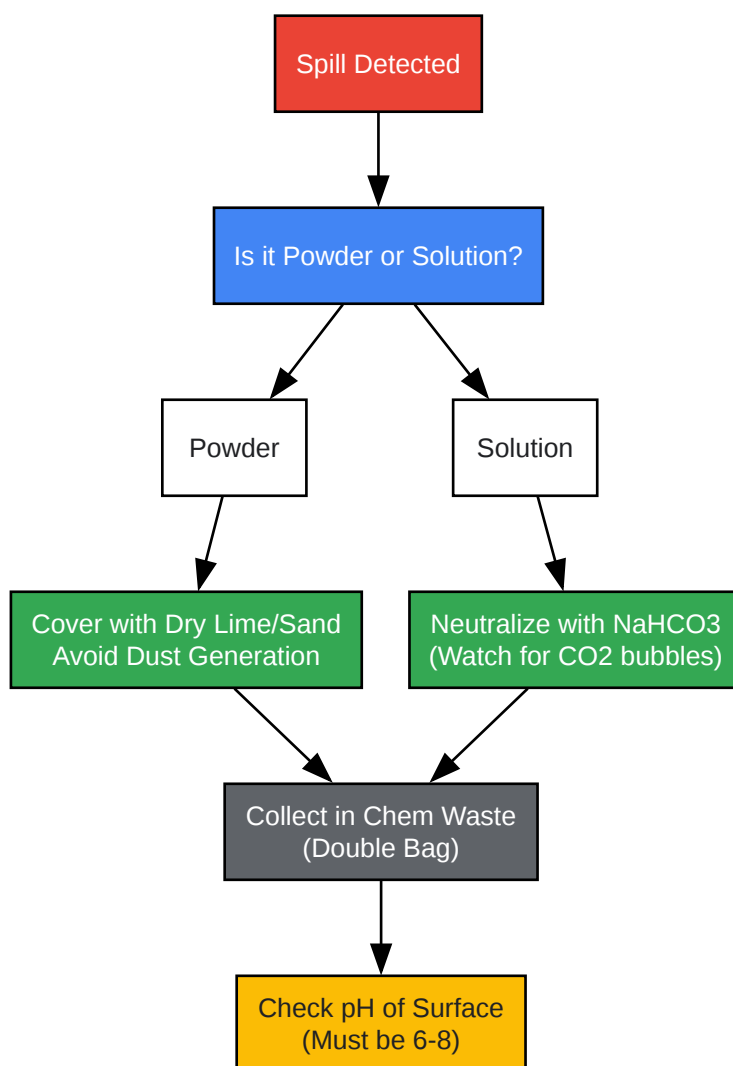 Spill Detected
Is it Powder or Solution?
Powder
Solution
Cover with Dry Lime/Sand
Avoid Dust Generation
Neutralize with NaHCO3
(Watch for CO2 bubbles)
Collect in Chem Waste
(Double Bag)
Check pH of Surface
(Must be 6-8)